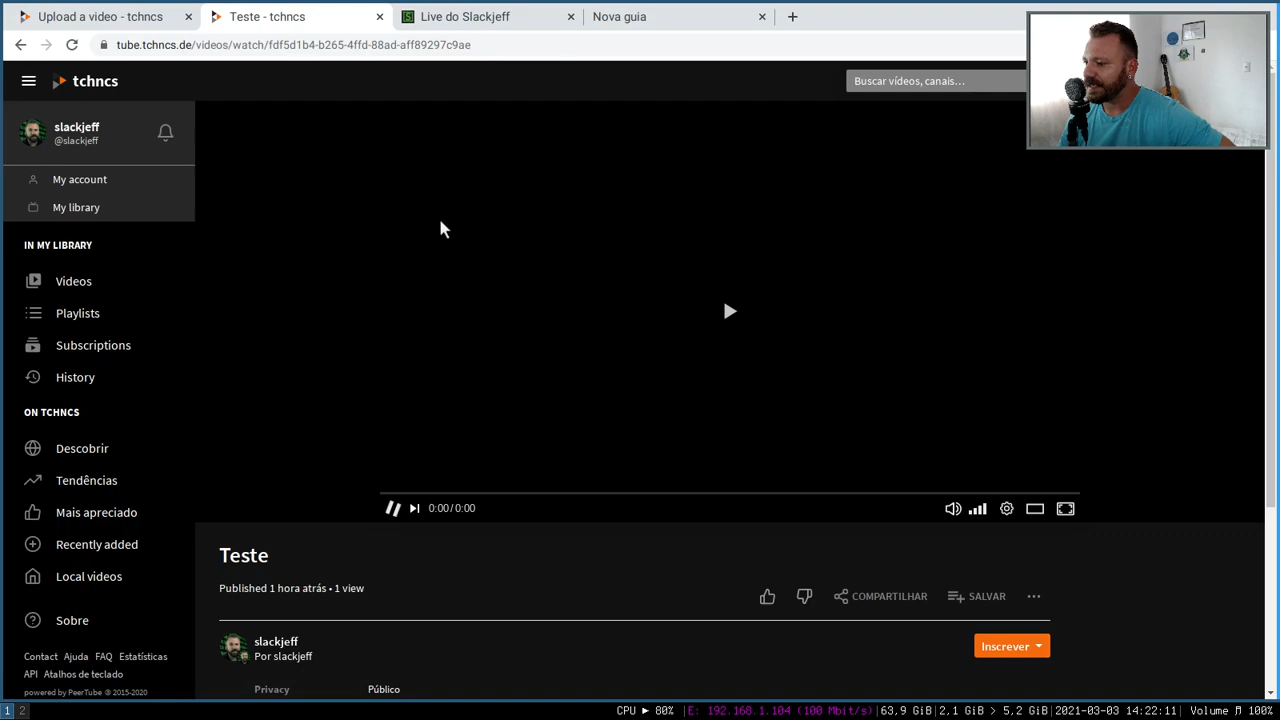 Upload a video - tchncs
Teste - tchncs
Live do Slackjeff
Nova guia
tube.tchncs.de/videos/watch/fdf5d1b4-b265-4ffd-88ad-aff89297c9ae
tchncs
Buscar vídeos, canais...
slackjeff
@slackjeff
My account
My library
IN MY LIBRARY
Videos
Playlists
Subscriptions
History
ON TCHNCS
Descobrir
Tendências
Mais apreciado
Recently added
Local videos
Sobre
Contact Ajuda FAQ Estatísticas
API Atalhos de teclado
powered by PeerTube © 2015-2020
0:00/0:00
Teste
Published 1 hora atrás • 1 view
COMPARTILHAR
SALVAR
slackjeff
Por slackjeff
Inscrever
Privacy
Público
1 2 CPU ► 80% |E: 192.168.1.104 (100 Mbit/s)|63,9 GiB|2,1 GiB > 5,2 GiB|2021-03-03 14:22:11|Volume ♬ 100%